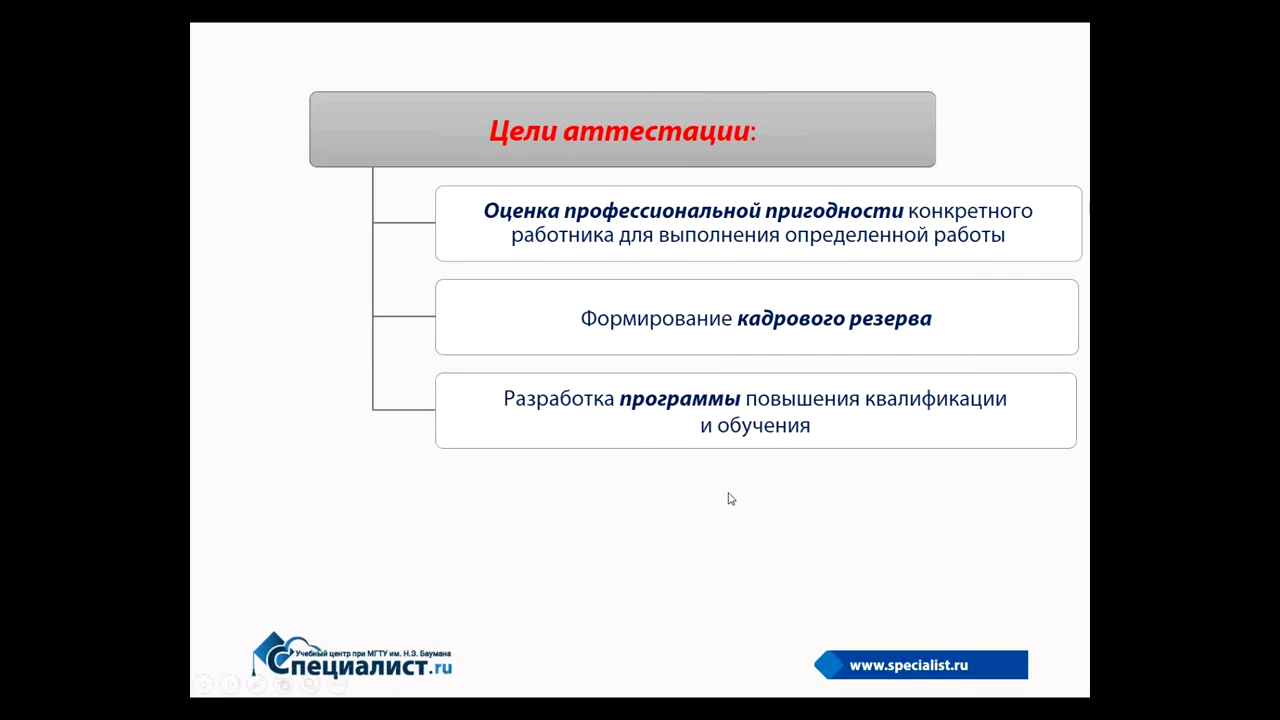 Цели аттестации:
Оценка профессиональной пригодности конкретного
работника для выполнения определенной работы
Формирование кадрового резерва
Разработка программы повышения квалификации
и обучения
Учебный центр при МГТУ им. Н.Э. Баумана
Специалист.ru
www.specialist.ru